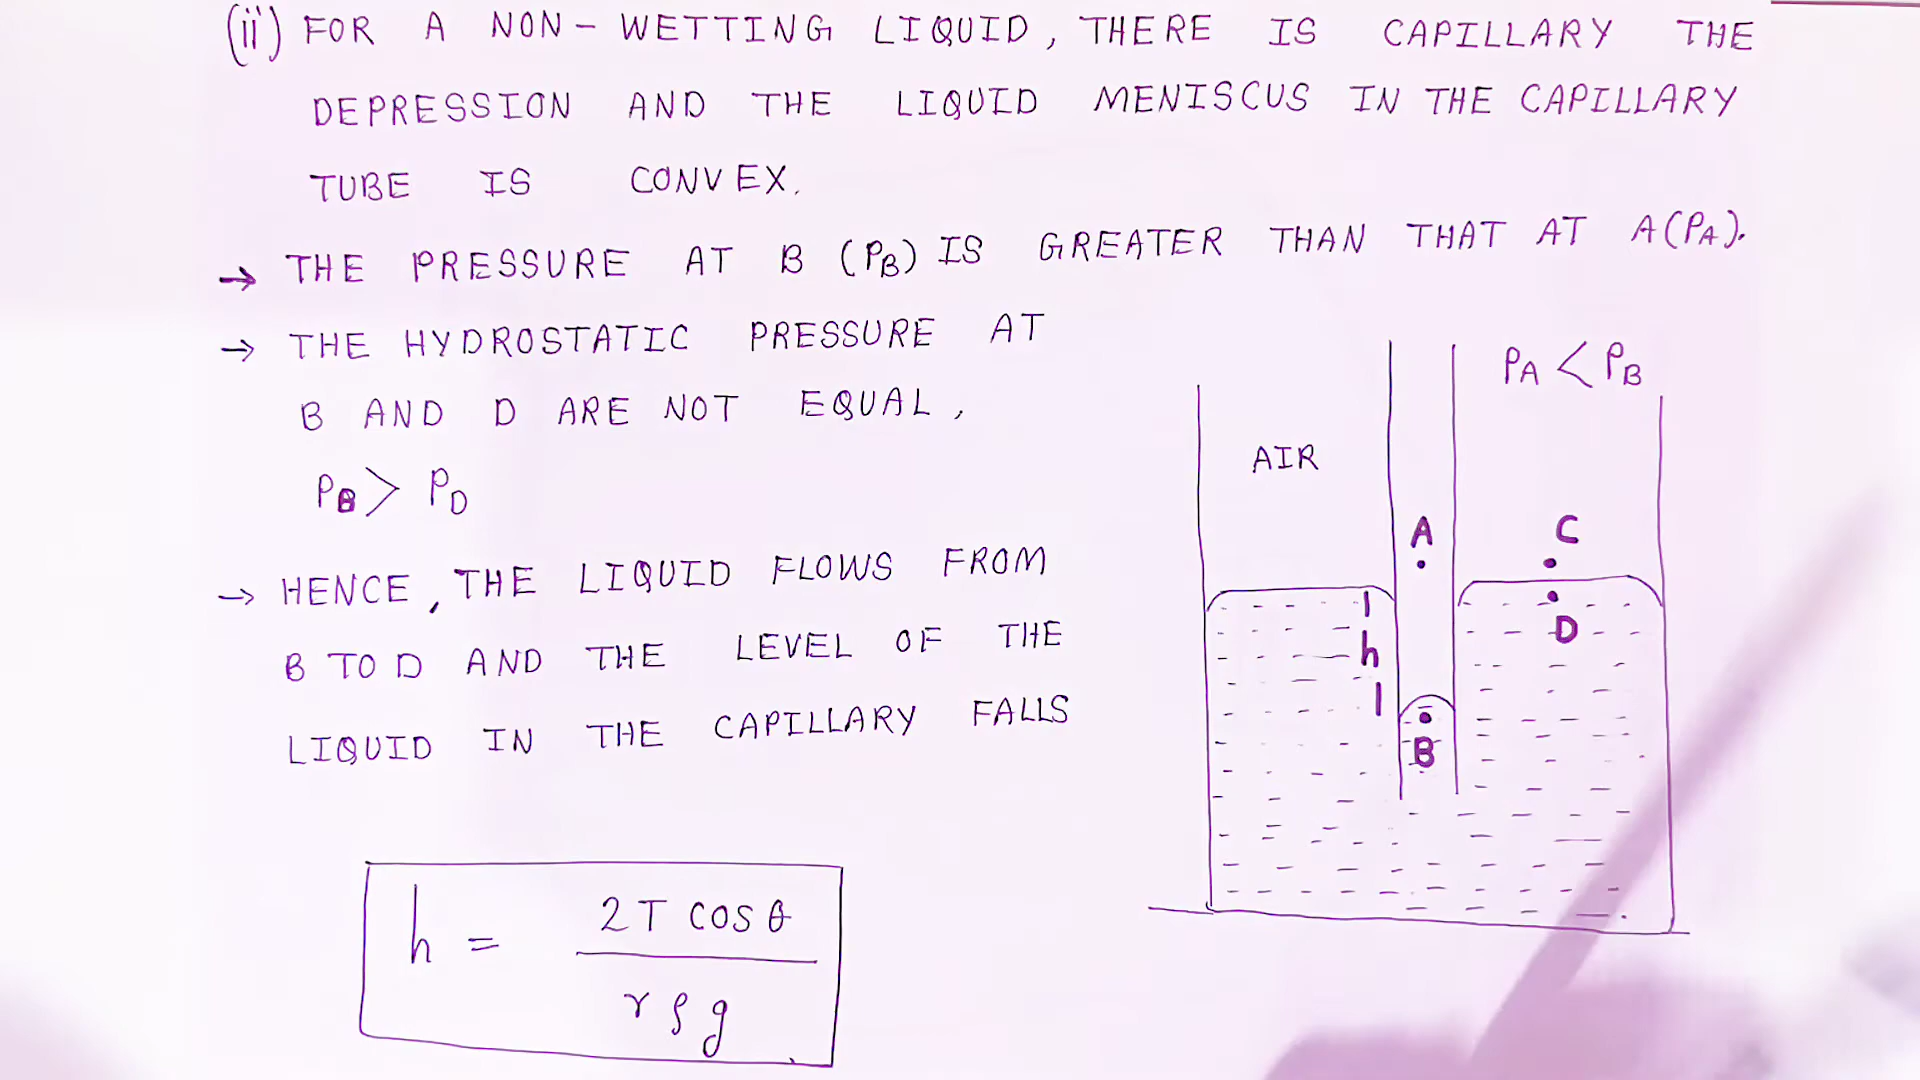 (ii) FOR A NON-WETTING LIQUID, THERE IS CAPILLARY THE
DEPRESSION AND THE LIQUID MENISCUS IN THE CAPILLARY
TUBE IS CONVEX.
→ THE PRESSURE AT B (PB) IS GREATER THAN THAT AT A(PA).
→ THE HYDROSTATIC PRESSURE AT
B AND D ARE NOT EQUAL,
PB > PD
→ HENCE, THE LIQUID FLOWS FROM
B TO D AND THE LEVEL OF THE
LIQUID IN THE CAPILLARY FALLS
h = 2T COS θ
r ρ g
PA < PB
AIR
A
C
D
h
B